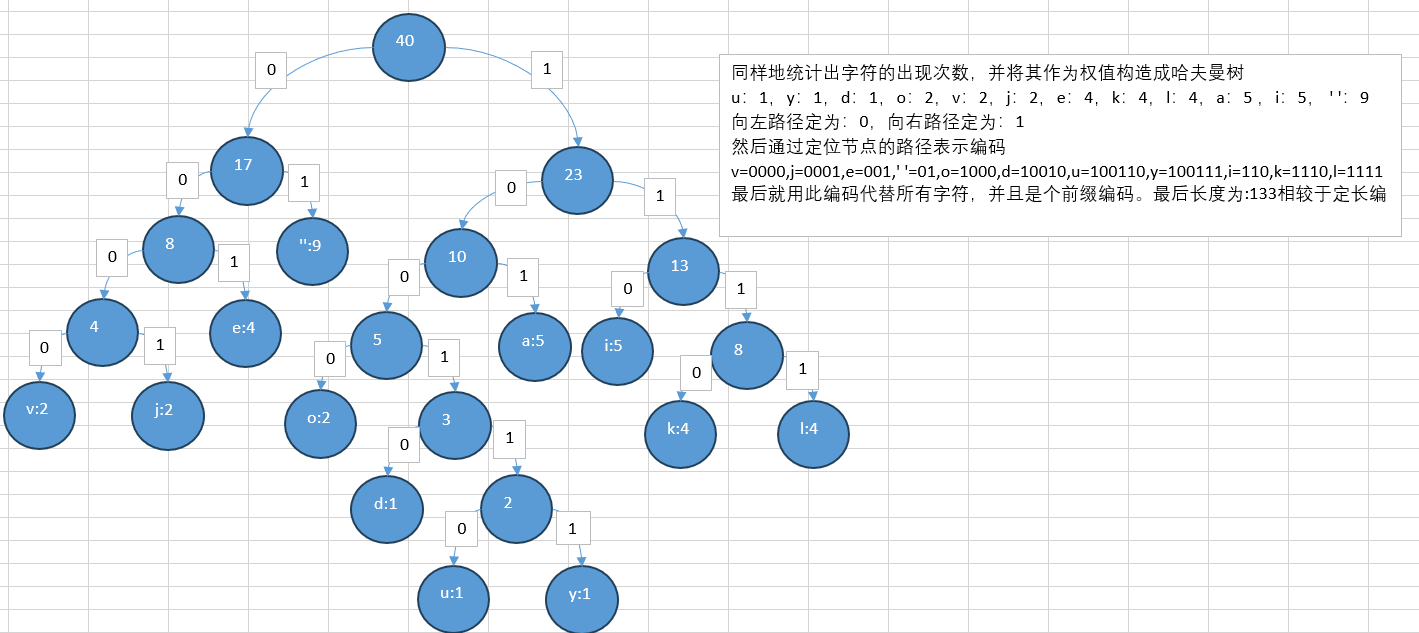 40
0
1
同样地统计出字符的出现次数，并将其作为权值构造成哈夫曼树
u：1，y：1，d：1，o：2，v：2，j：2，e：4，k：4，l：4，a：5，i：5，' '：9
向左路径定为：0，向右路径定为：1
然后通过定位节点的路径表示编码
v=0000,j=0001,e=001,' '=01,o=1000,d=10010,u=100110,y=100111,i=110,k=1110,l=1111
最后就用此编码代替所有字符，并且是个前缀编码。最后长度为:133相较于定长编
17
23
0
1
0
1
8
'':9
10
13
0
1
0
1
0
1
4
e:4
5
a:5
i:5
8
0
1
0
1
0
1
v:2
j:2
o:2
3
k:4
l:4
0
1
d:1
2
0
1
u:1
y:1